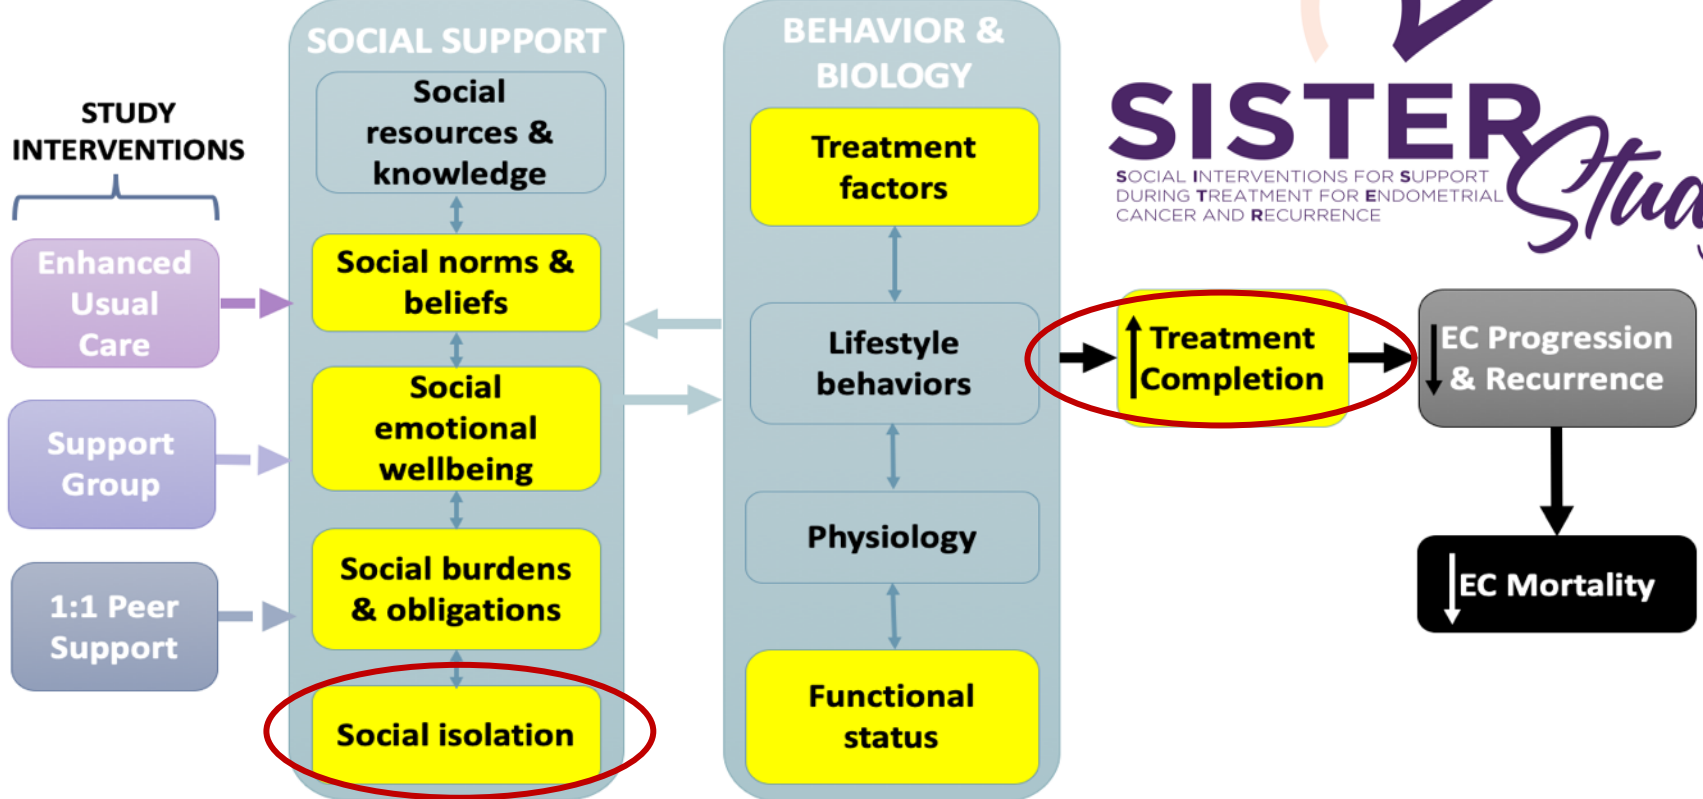 STUDY
INTERVENTIONS
Enhanced
Usual
Care
Support
Group
1:1 Peer
Support
SOCIAL SUPPORT
Social
resources &
knowledge
Social norms &
beliefs
Social
emotional
wellbeing
Social burdens
& obligations
Social isolation
BEHAVIOR &
BIOLOGY
Treatment
factors
Lifestyle
behaviors
Physiology
Functional
status
SISTER
SOCIAL INTERVENTIONS FOR SUPPORT
DURING TREATMENT FOR ENDOMETRIAL
CANCER AND RECURRENCE
Study
Treatment
Completion
EC Progression
& Recurrence
EC Mortality